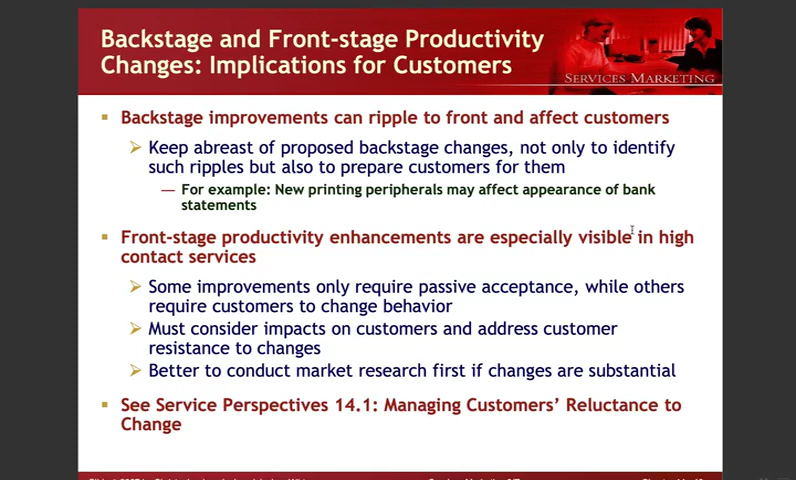 Backstage and Front-stage Productivity
Changes: Implications for Customers
SERVICES MARKETING
Backstage improvements can ripple to front and affect customers
Keep abreast of proposed backstage changes, not only to identify
such ripples but also to prepare customers for them
— For example: New printing peripherals may affect appearance of bank
statements
Front-stage productivity enhancements are especially visible in high
contact services
Some improvements only require passive acceptance, while others
require customers to change behavior
Must consider impacts on customers and address customer
resistance to changes
Better to conduct market research first if changes are substantial
See Service Perspectives 14.1: Managing Customers’ Reluctance to
Change